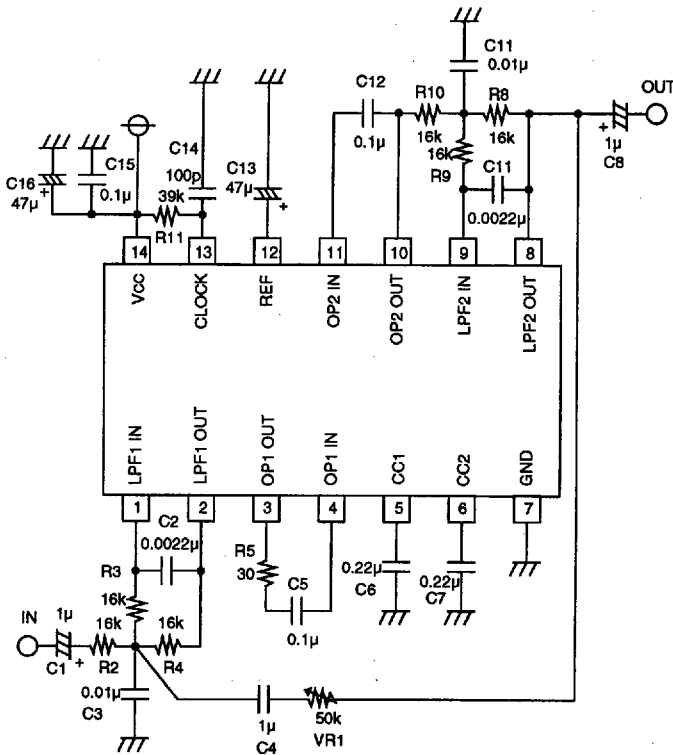 C11
0.01μ
OUT
C12
R10
R8
0.1μ
16k
16k
+
1μ
C8
16k
R9
C11
0.0022μ
C14
C15
100p
C13
C16
+
47μ
0.1μ
39k
47μ
+
R11
14
13
12
11
10
9
8
VCC
CLOCK
REF
OP2 IN
OP2 OUT
LPF2 IN
LPF2 OUT
LPF1 IN
LPF1 OUT
OP1 OUT
OP1 IN
CC1
CC2
GND
1
2
3
4
5
6
7
C2
0.0022μ
R3
R5
30
0.22μ
C6
0.22μ
C7
C5
0.1μ
16k
IN
1μ
16k
16k
C1
+
R2
R4
0.01μ
C3
1μ
C4
50k
VR1